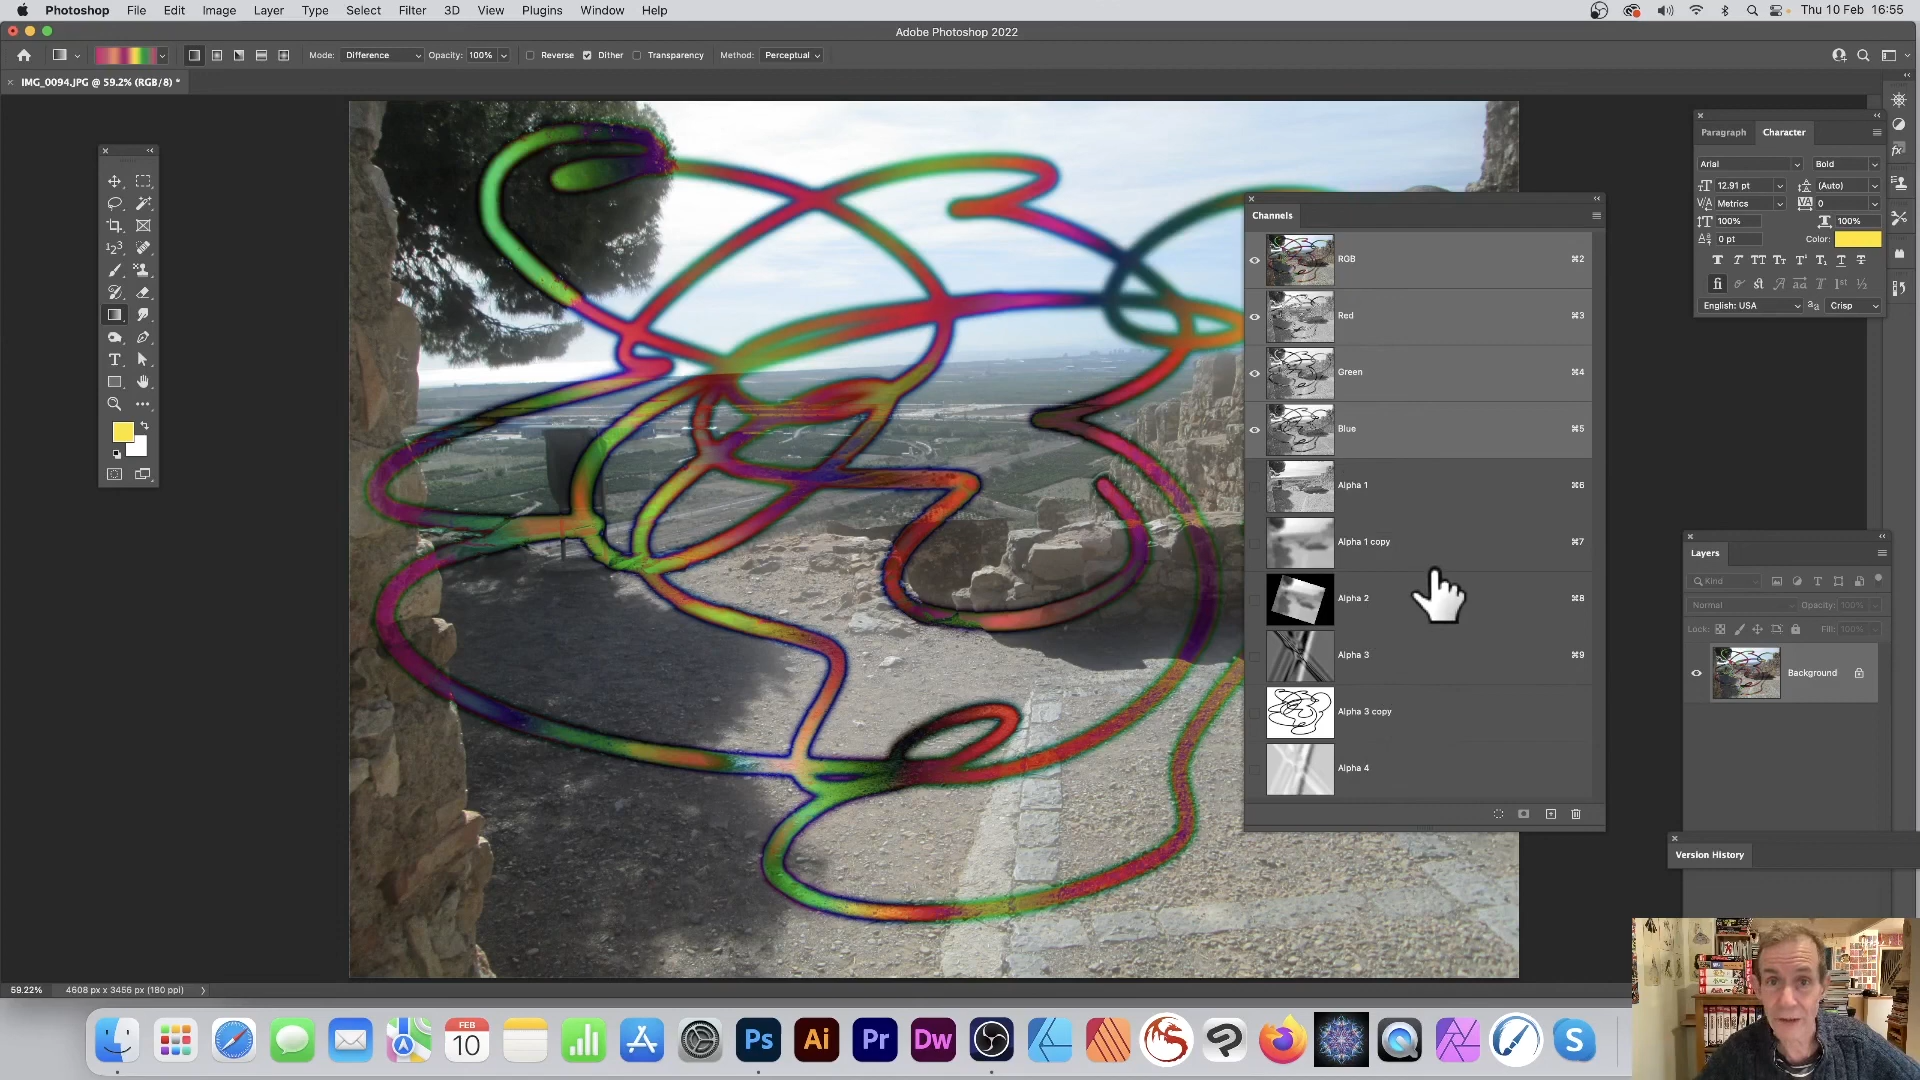 Photoshop File Edit Image Layer Type Select Filter 3D View Plugins Window Help Thu 10 Feb 16:55
Adobe Photoshop 2022
Mode: Difference Opacity: 100% Reverse Dither Transparency Method: Perceptual
IMG_0094.JPG @ 59.2% (RGB/8) *
Paragraph Character
Arial Bold
12.91 pt (Auto)
Metrics 0
100% 100%
0 pt Color:
English: USA Crisp
Channels
RGB ⌘2
Red ⌘3
Green ⌘4
Blue ⌘5
Alpha 1 ⌘6
Alpha 1 copy ⌘7
Alpha 2 ⌘8
Alpha 3 ⌘9
Alpha 3 copy
Alpha 4
Layers
Kind
Normal Opacity: 100%
Lock: Fill: 100%
Background
Version History
59.22% 4608 px x 3456 px (180 ppi)
FEB
10
Ps Ai Pr Dw